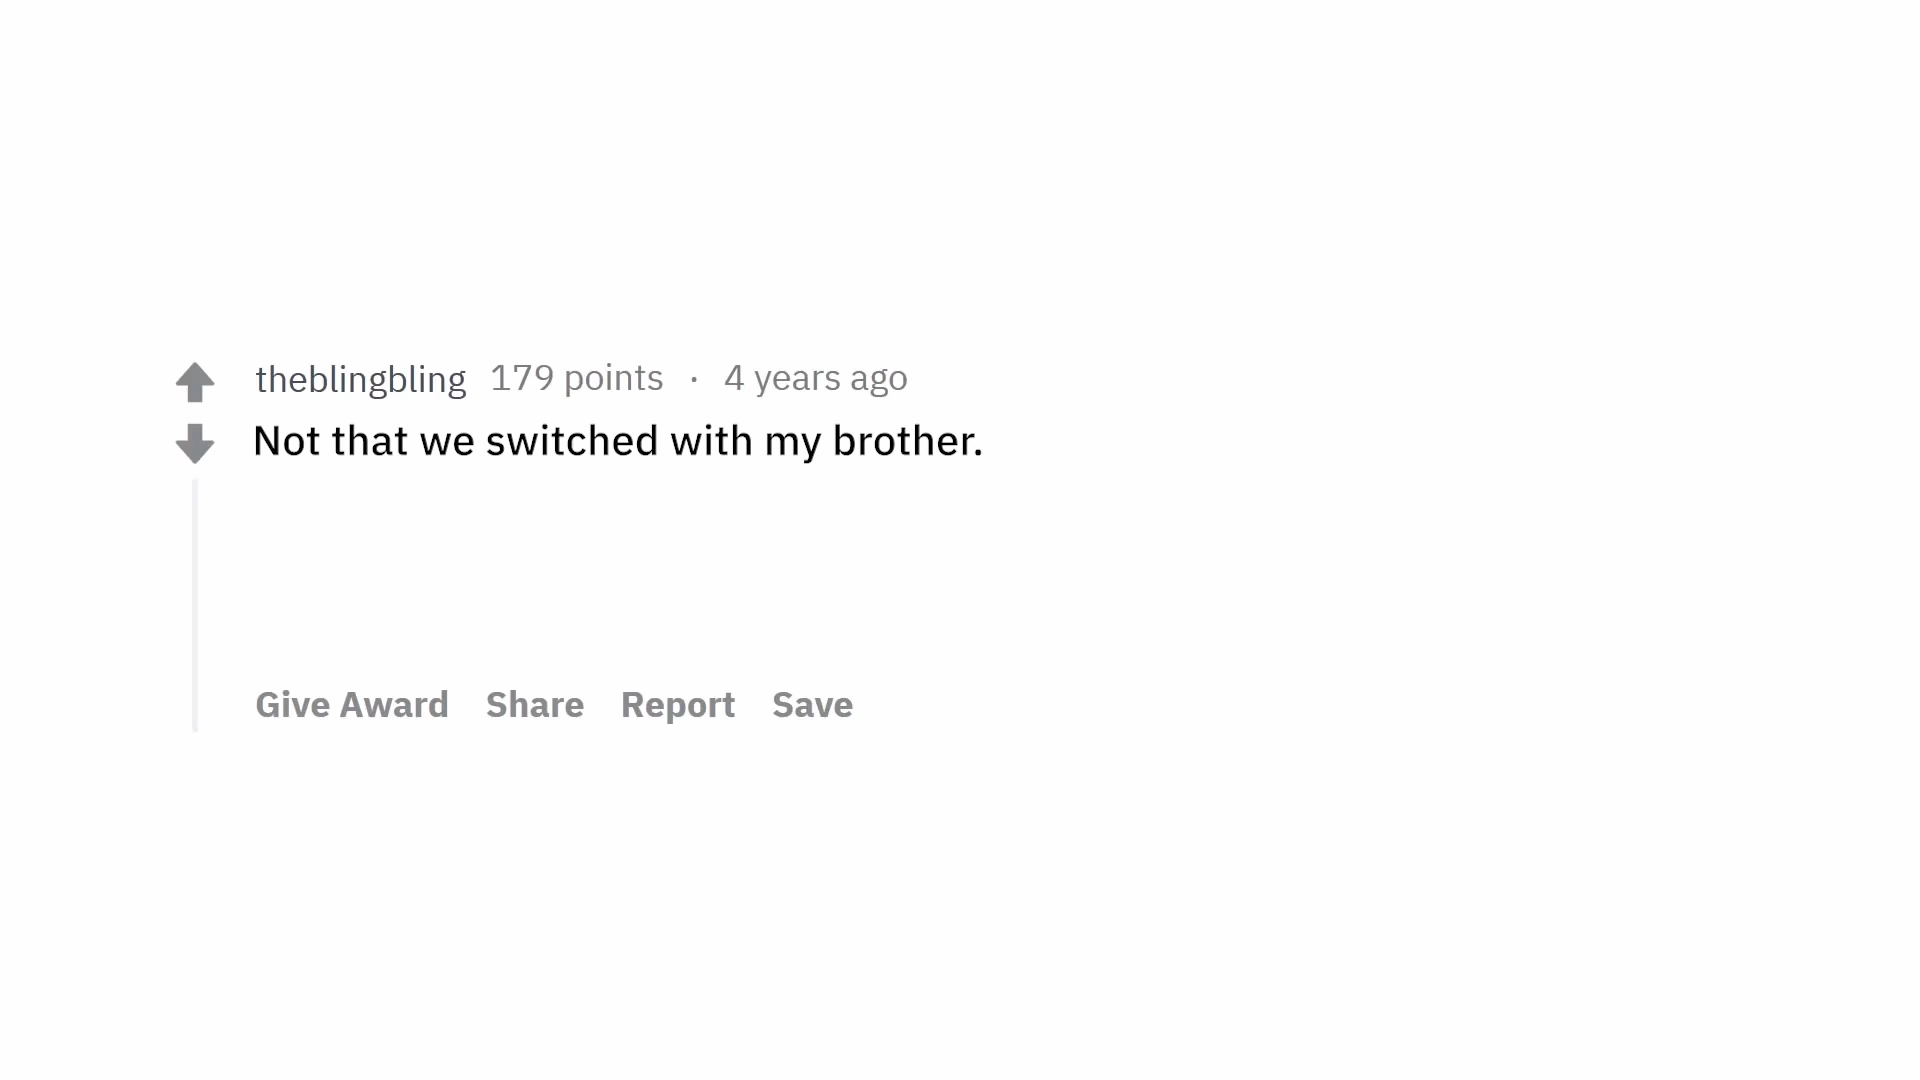 theblingbling 179 points · 4 years ago
Not that we switched with my brother.
Give Award Share Report Save